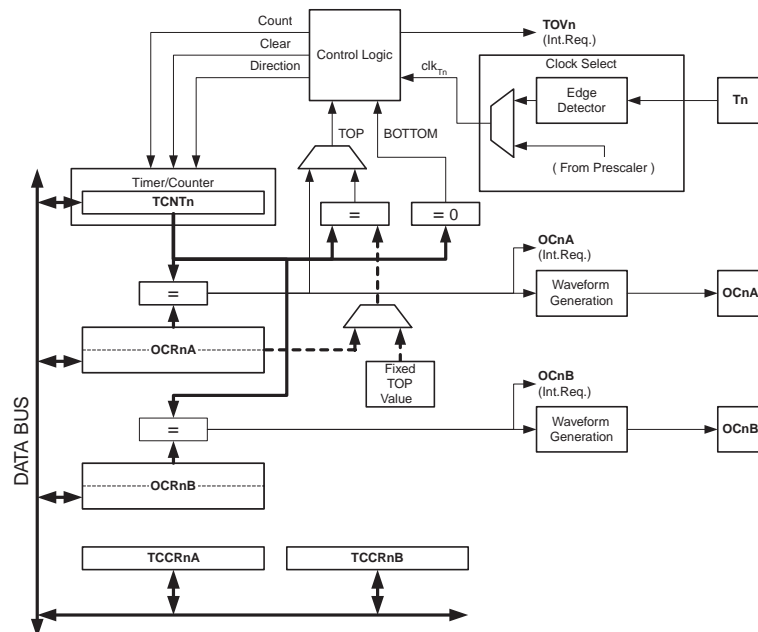 Count
Clear
Direction
Control Logic
TOVn
(Int.Req.)
clkTn
Clock Select
Edge
Detector
Tn
( From Prescaler )
TOP
BOTTOM
Timer/Counter
TCNTn
=
= 0
OCnA
(Int.Req.)
=
Waveform
Generation
OCnA
OCRnA
Fixed
TOP
Value
OCnB
(Int.Req.)
=
Waveform
Generation
OCnB
OCRnB
DATA BUS
TCCRnA
TCCRnB